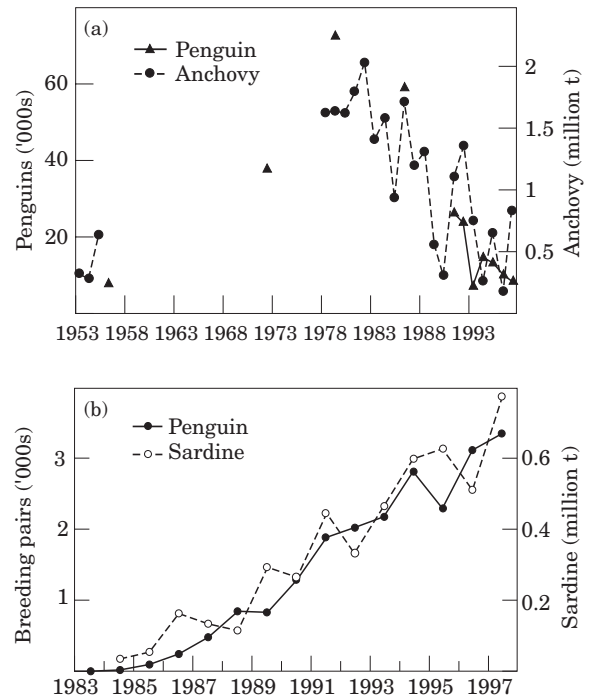 (a)
Penguin
Anchovy
Penguins ('000s)
60
40
20
2
1.5
1
0.5
Anchovy (million t)
1953 1958 1963 1968 1973 1978 1983 1988 1993
(b)
Penguin
Sardine
Breeding pairs ('000s)
3
2
1
0.6
0.4
0.2
Sardine (million t)
1983 1985 1987 1989 1991 1993 1995 1997